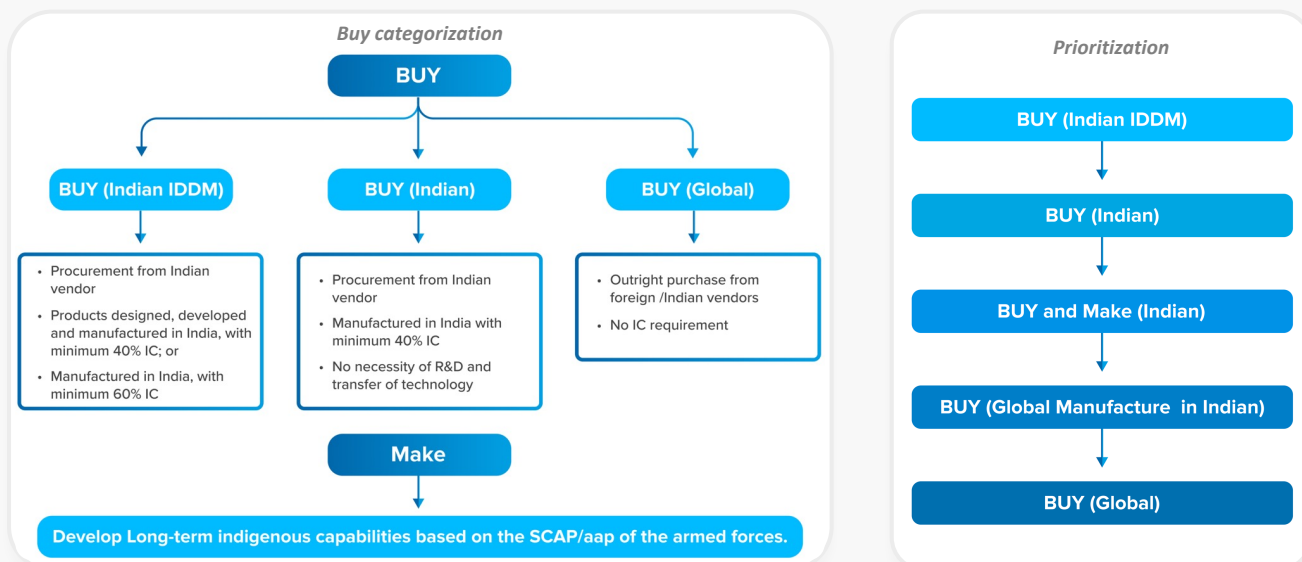 Buy categorization
BUY
BUY (Indian IDDM)
BUY (Indian)
BUY (Global)
• Procurement from Indian
vendor
• Products designed, developed
and manufactured in India, with
minimum 40% IC; or
• Manufactured in India, with
minimum 60% IC
• Procurement from Indian
vendor
• Manufactured in India with
minimum 40% IC
• No necessity of R&D and
transfer of technology
• Outright purchase from
foreign /Indian vendors
• No IC requirement
Make
Develop Long-term indigenous capabilities based on the SCAP/aap of the armed forces.
Prioritization
BUY (Indian IDDM)
BUY (Indian)
BUY and Make (Indian)
BUY (Global Manufacture in Indian)
BUY (Global)